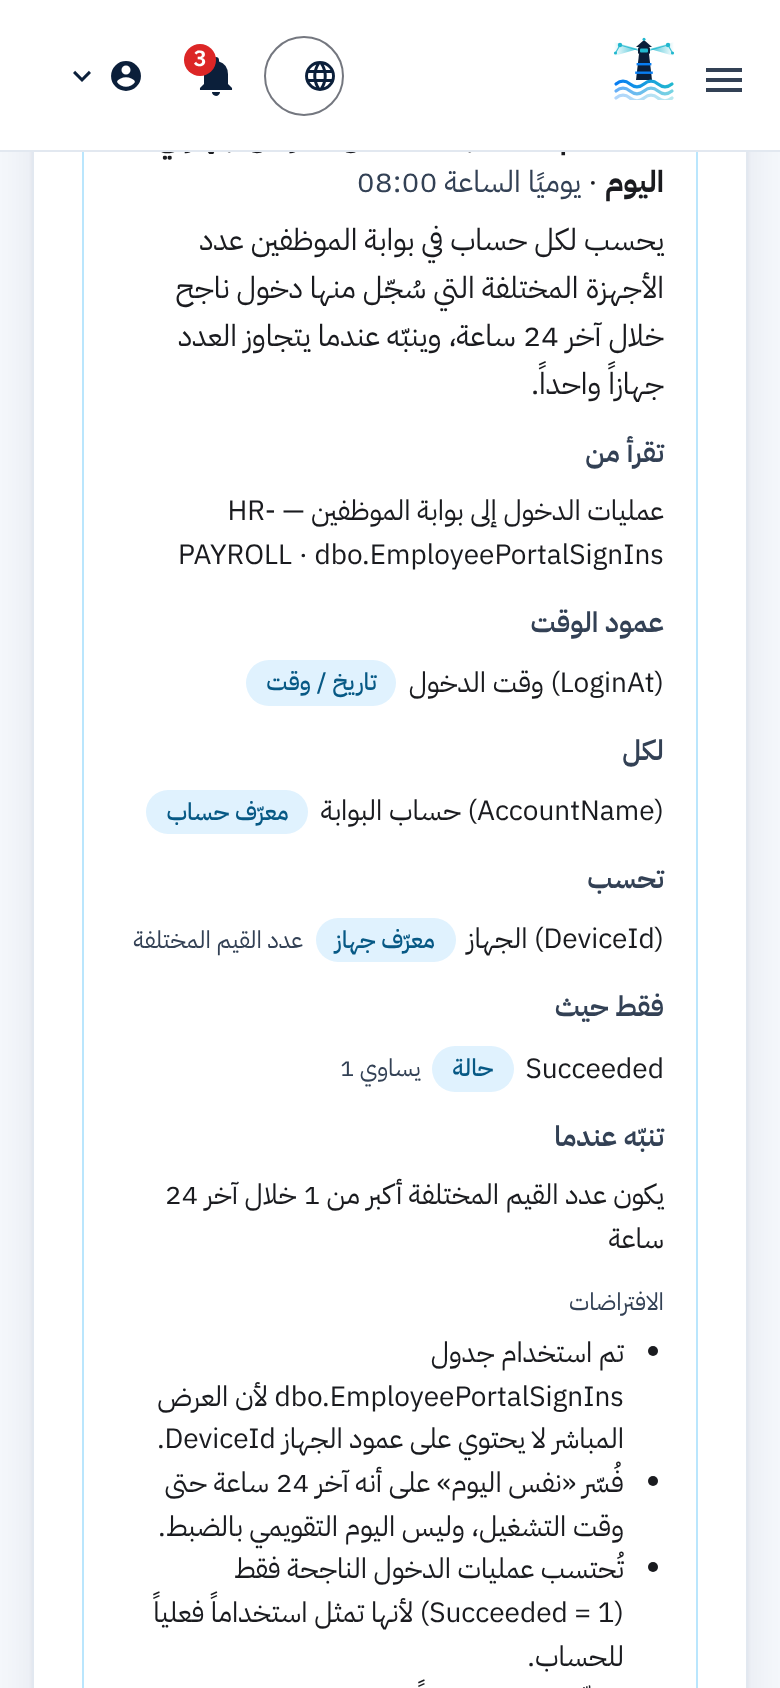 3
اليوم · يوميًا الساعة 08:00
يحسب لكل حساب في بوابة الموظفين عدد
الأجهزة المختلفة التي سُجّل منها دخول ناجح
خلال آخر 24 ساعة، وينبّه عندما يتجاوز العدد
جهازاً واحداً.
تقرأ من
عمليات الدخول إلى بوابة الموظفين — HR-
PAYROLL · dbo.EmployeePortalSignIns
عمود الوقت
(LoginAt) وقت الدخول تاريخ / وقت
لكل
(AccountName) حساب البوابة معرّف حساب
تحسب
(DeviceId) الجهاز معرّف جهاز عدد القيم المختلفة
فقط حيث
Succeeded حالة يساوي 1
تنبّه عندما
يكون عدد القيم المختلفة أكبر من 1 خلال آخر 24
ساعة
الافتراضات
• تم استخدام جدول
dbo.EmployeePortalSignIns لأن العرض
المباشر لا يحتوي على عمود الجهاز DeviceId.
• فُسّر «نفس اليوم» على أنه آخر 24 ساعة حتى
وقت التشغيل، وليس اليوم التقويمي بالضبط.
• تُحتسب عمليات الدخول الناجحة فقط
(Succeeded = 1) لأنها تمثل استخداماً فعلياً
للحساب.